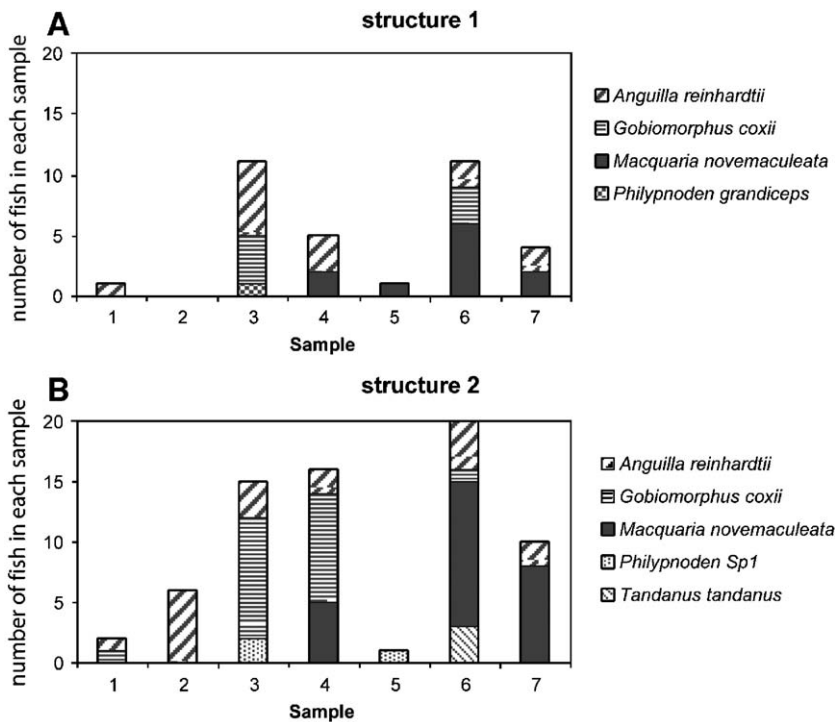 A
structure 1
number of fish in each sample
20
15
10
5
0
1 2 3 4 5 6 7
Sample
Anguilla reinhardtii
Gobiomorphus coxii
Macquaria novemaculeata
Philypnoden grandiceps
B
structure 2
number of fish in each sample
20
15
10
5
0
1 2 3 4 5 6 7
Sample
Anguilla reinhardtii
Gobiomorphus coxii
Macquaria novemaculeata
Philypnoden Sp1
Tandanus tandanus